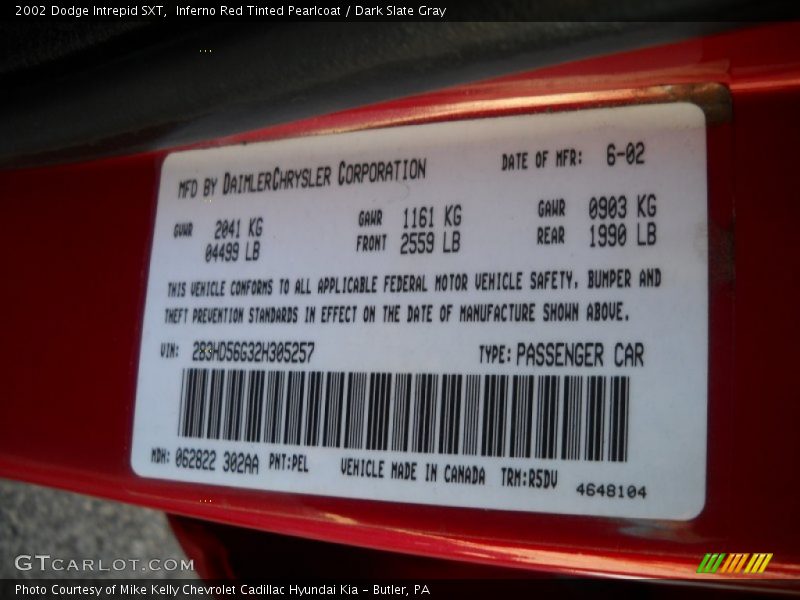 2002 Dodge Intrepid SXT, Inferno Red Tinted Pearlcoat / Dark Slate Gray
MFD BY DAIMLERCHRYSLER CORPORATION DATE OF MFR: 6-02
GVWR 2041 KG GAWR 1161 KG GAWR 0903 KG
04499 LB FRONT 2559 LB REAR 1990 LB
THIS VEHICLE CONFORMS TO ALL APPLICABLE FEDERAL MOTOR VEHICLE SAFETY, BUMPER AND
THEFT PREVENTION STANDARDS IN EFFECT ON THE DATE OF MANUFACTURE SHOWN ABOVE.
VIN: 2B3HD56G32H305257 TYPE: PASSENGER CAR
MDH: 062822 302AA PNT:PEL VEHICLE MADE IN CANADA TRM:R5DV
4648104
GTCARLOT.COM
Photo Courtesy of Mike Kelly Chevrolet Cadillac Hyundai Kia - Butler, PA